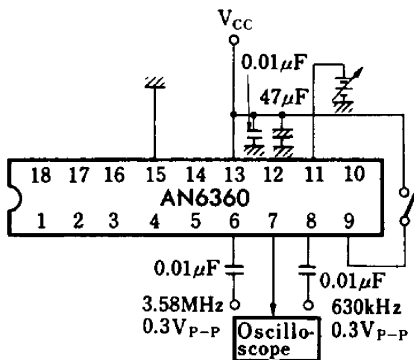 V_CC
0.01μF
47μF
18 17 16 15 14 13 12 11 10
AN6360
1 2 3 4 5 6 7 8 9
0.01μF
0.01μF
3.58MHz
0.3V_P-P
630kHz
0.3V_P-P
Oscillo-
scope